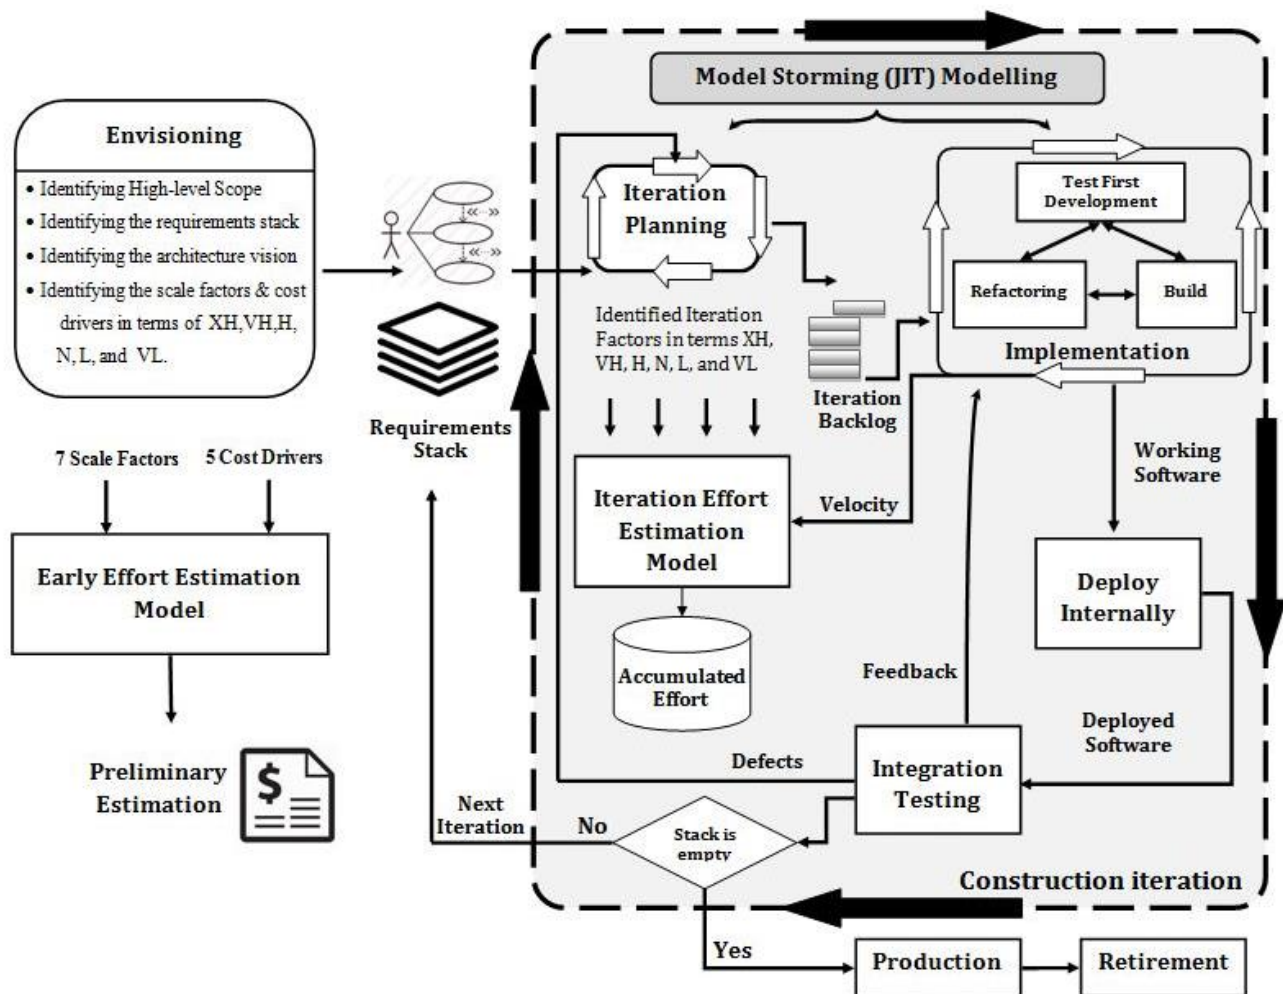 Model Storming (JIT) Modelling
Envisioning
• Identifying High-level Scope
• Identifying the requirements stack
• Identifying the architecture vision
• Identifying the scale factors & cost
drivers in terms of XH,VH,H,
N, L, and VL.
«···»
«···»
Requirements
Stack
Iteration
Planning
Identified Iteration
Factors in terms XH,
VH, H, N, L, and VL
Iteration
Backlog
Test First
Development
Refactoring
Build
Implementation
7 Scale Factors
5 Cost Drivers
Early Effort Estimation
Model
Preliminary
Estimation
$
Iteration Effort
Estimation
Model
Velocity
Accumulated
Effort
Working
Software
Deploy
Internally
Feedback
Deployed
Software
Defects
Integration
Testing
Next
Iteration
No
Stack is
empty
Construction iteration
Yes
Production
Retirement